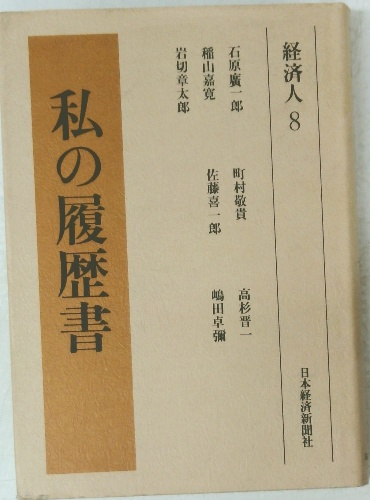 経済人8
石原廣一郎
町村敬貴
高杉晋一
稲山嘉寛
佐藤喜一郎
嶋田卓彌
岩切章太郎
私の履歴書
日本経済新聞社